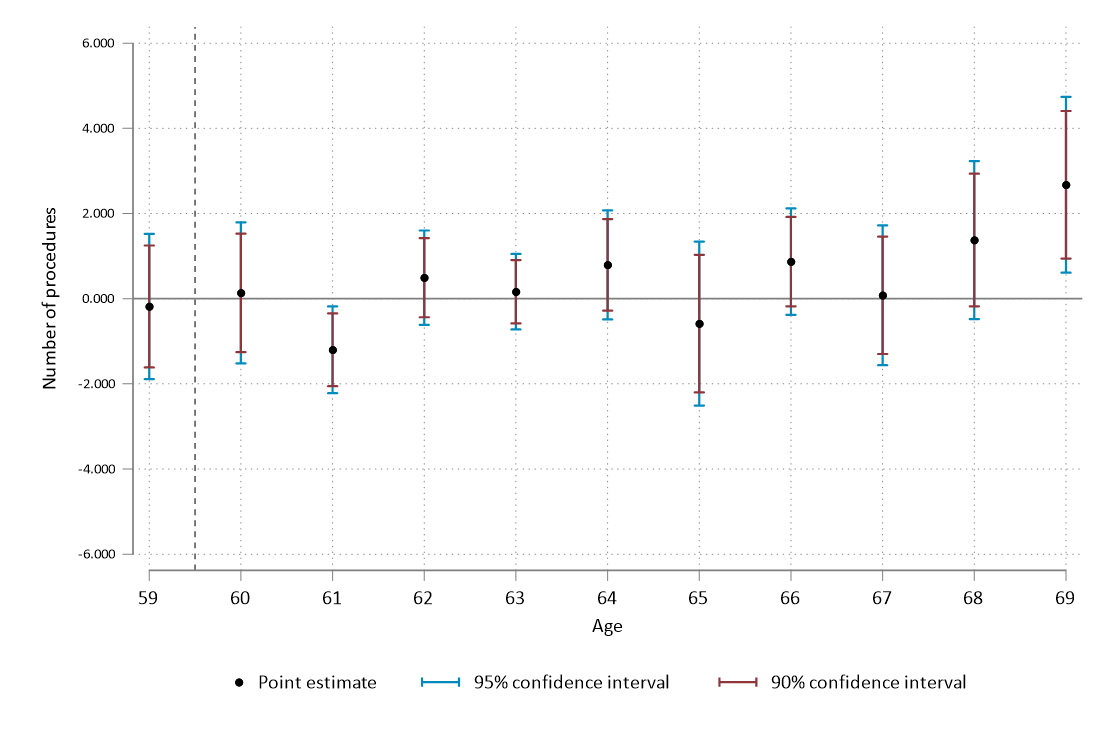 Number of procedures
6.000
4.000
2.000
0.000
-2.000
-4.000
-6.000
59 60 61 62 63 64 65 66 67 68 69
Age
Point estimate 95% confidence interval 90% confidence interval